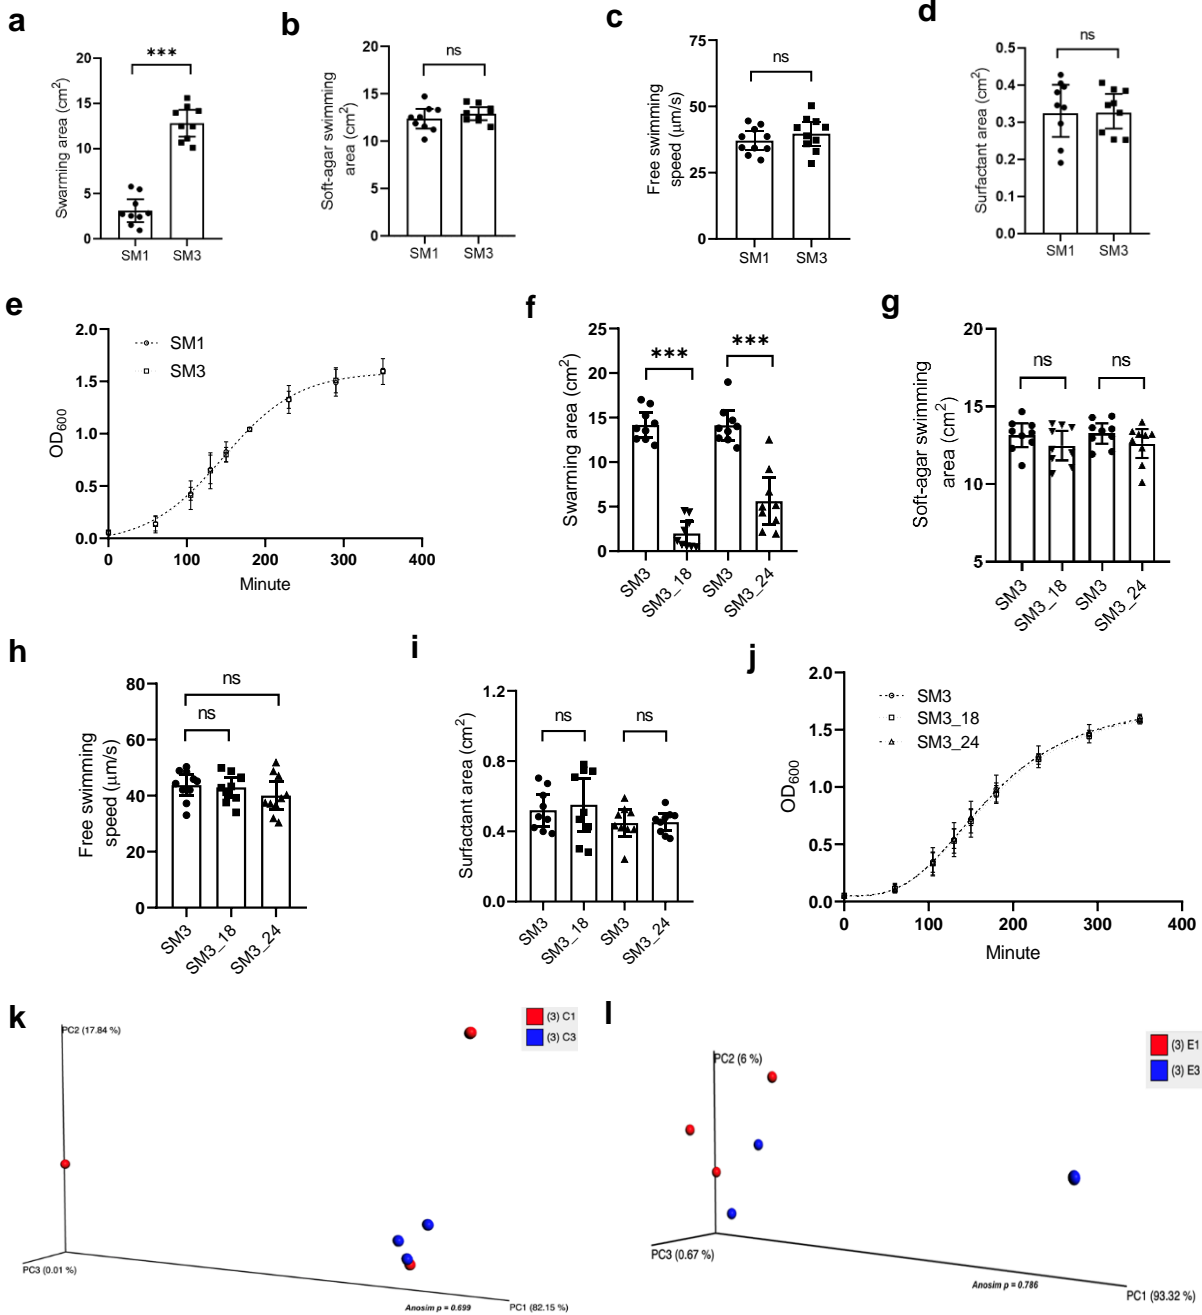 a
Swarming area (cm²)
20
15
10
5
0
***
SM1
SM3
b
Soft-agar swimming
area (cm²)
20
15
10
5
0
ns
SM1
SM3
c
Free swimming
speed (μm/s)
75
50
25
0
ns
SM1
SM3
d
Surfactant area (cm²)
0.5
0.4
0.3
0.2
0.1
0.0
ns
SM1
SM3
e
OD₆₀₀
2.0
1.5
1.0
0.5
0.0
SM1
SM3
0
100
200
300
400
Minute
f
Swarming area (cm²)
25
20
15
10
5
0
***
***
SM3
SM3_18
SM3
SM3_24
g
Soft-agar swimming
area (cm²)
20
15
10
5
ns
ns
SM3
SM3_18
SM3
SM3_24
h
Free swimming
speed (μm/s)
80
60
40
20
0
ns
ns
SM3
SM3_18
SM3_24
i
Surfactant area (cm²)
1.2
0.8
0.4
0.0
ns
ns
SM3
SM3_18
SM3
SM3_24
j
OD₆₀₀
2.0
1.5
1.0
0.5
0.0
SM3
SM3_18
SM3_24
0
100
200
300
400
Minute
k
PC2 (17.84 %)
(3) C1
(3) C3
PC3 (0.01 %)
Anosim p = 0.699
PC1 (82.15 %)
l
PC2 (6 %)
(3) E1
(3) E3
PC3 (0.67 %)
Anosim p = 0.786
PC1 (93.32 %)